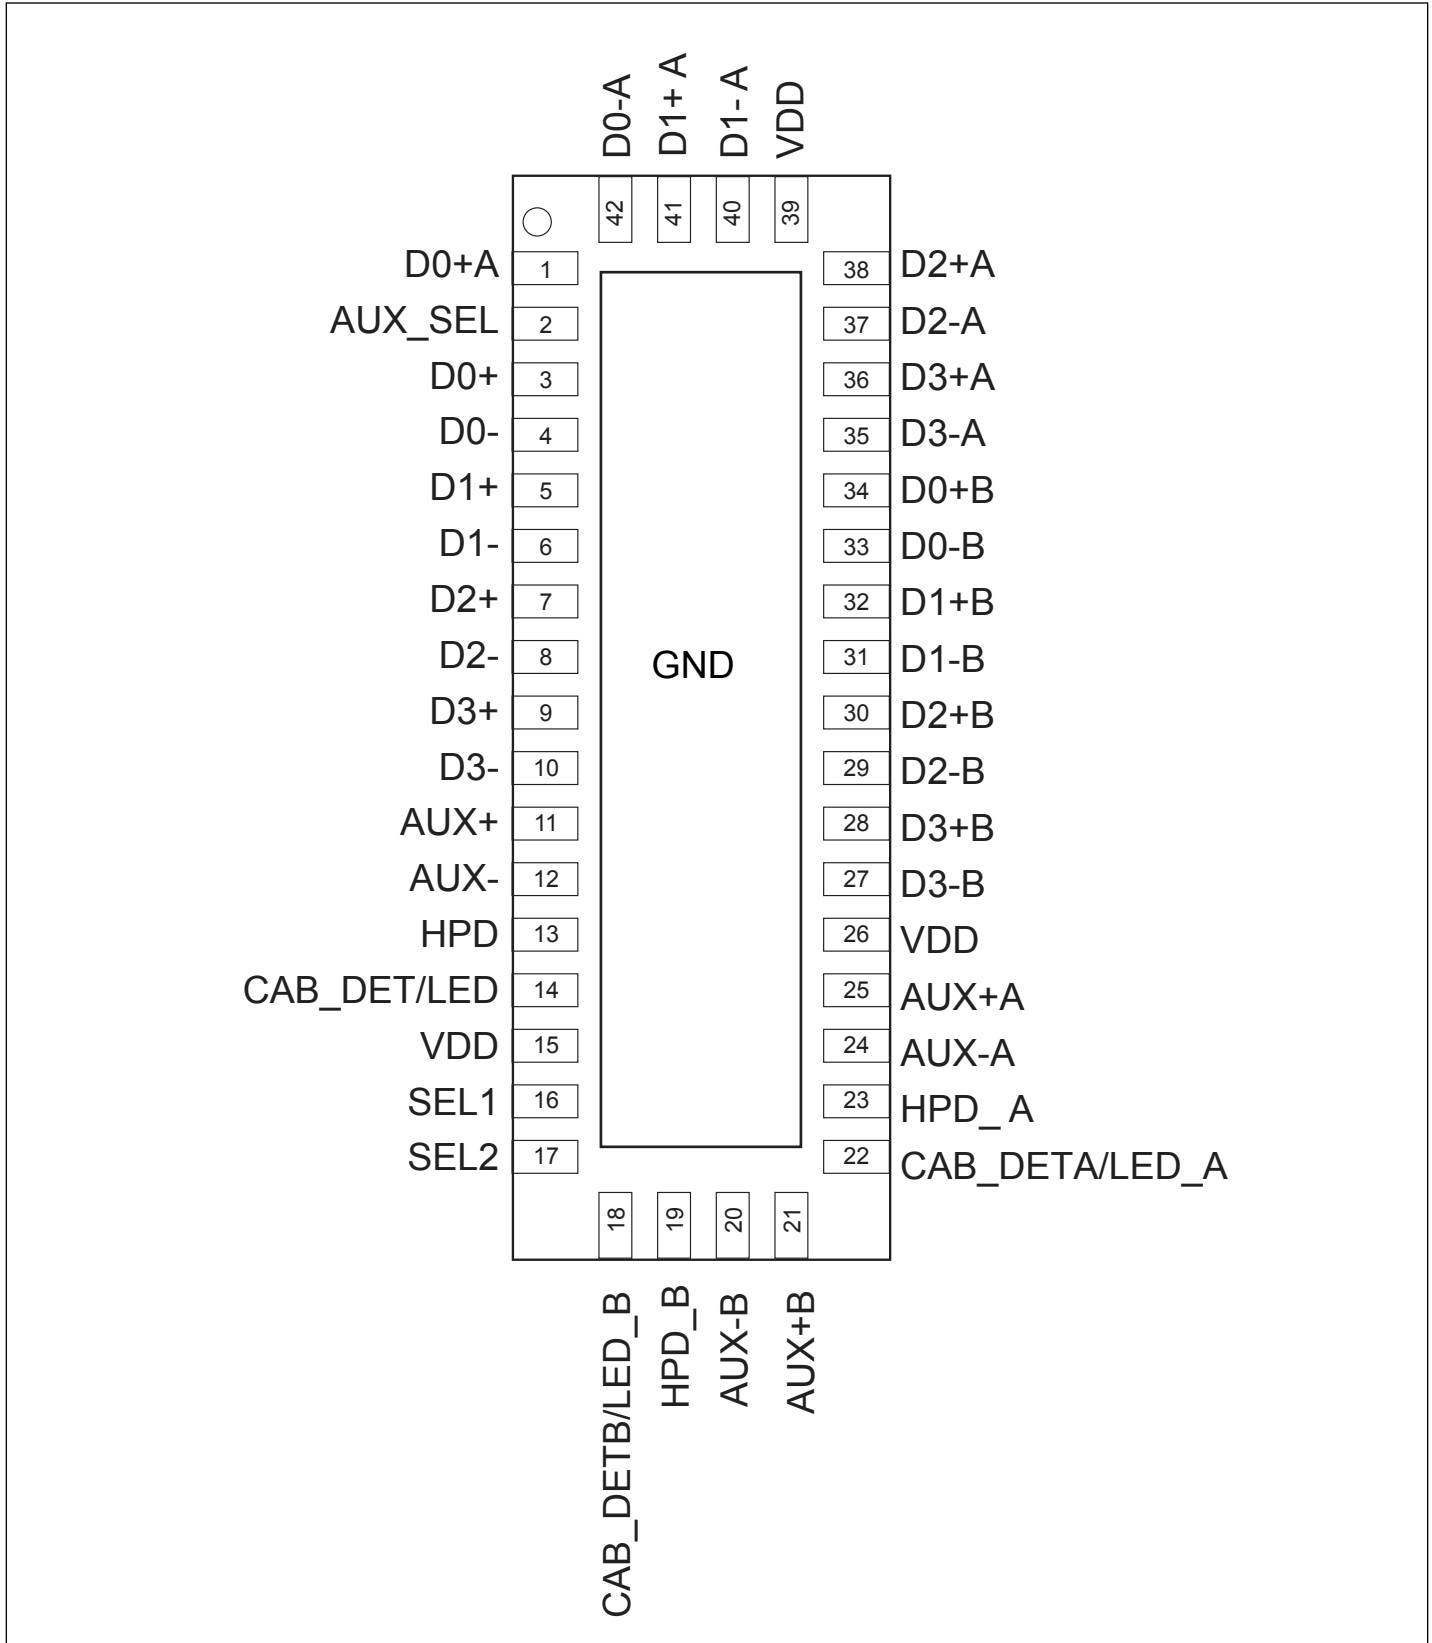 D0-A
D1+ A
D1- A
VDD
42
41
40
39
D0+A 1
38 D2+A
AUX_SEL 2
37 D2-A
D0+ 3
36 D3+A
D0- 4
35 D3-A
D1+ 5
34 D0+B
D1- 6
33 D0-B
D2+ 7
32 D1+B
D2- 8
GND
31 D1-B
D3+ 9
30 D2+B
D3- 10
29 D2-B
AUX+ 11
28 D3+B
AUX- 12
27 D3-B
HPD 13
26 VDD
CAB_DET/LED 14
25 AUX+A
VDD 15
24 AUX-A
SEL1 16
23 HPD_ A
SEL2 17
22 CAB_DETA/LED_A
18
19
20
21
CAB_DETB/LED_B
HPD_B
AUX-B
AUX+B